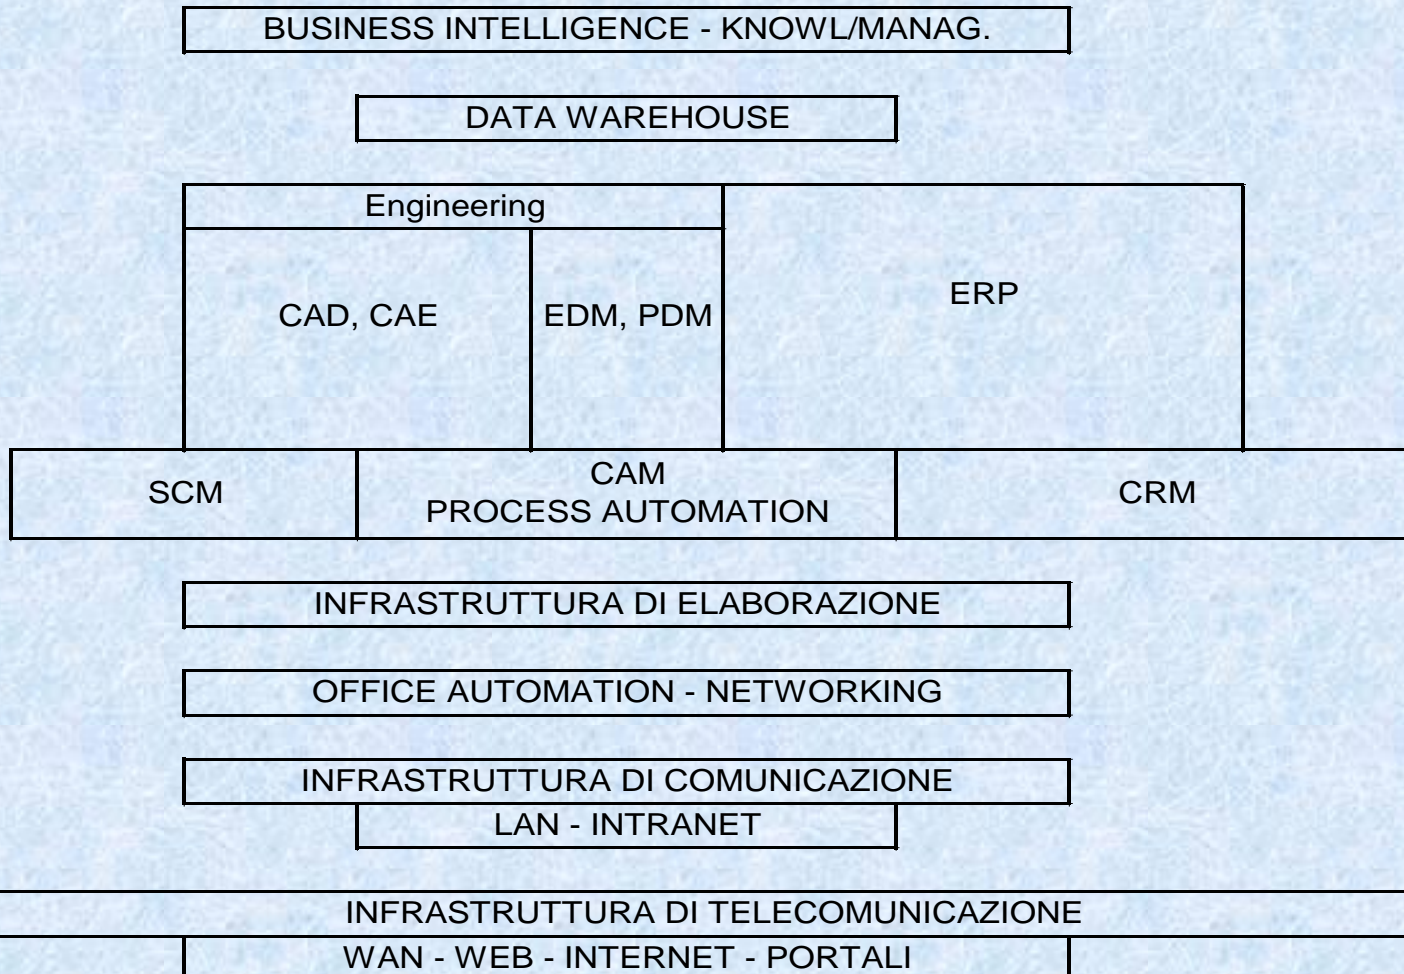 BUSINESS INTELLIGENCE - KNOWL/MANAG.
DATA WAREHOUSE
Engineering
CAD, CAE
EDM, PDM
ERP
SCM
CAM
PROCESS AUTOMATION
CRM
INFRASTRUTTURA DI ELABORAZIONE
OFFICE AUTOMATION - NETWORKING
INFRASTRUTTURA DI COMUNICAZIONE
LAN - INTRANET
INFRASTRUTTURA DI TELECOMUNICAZIONE
WAN - WEB - INTERNET - PORTALI